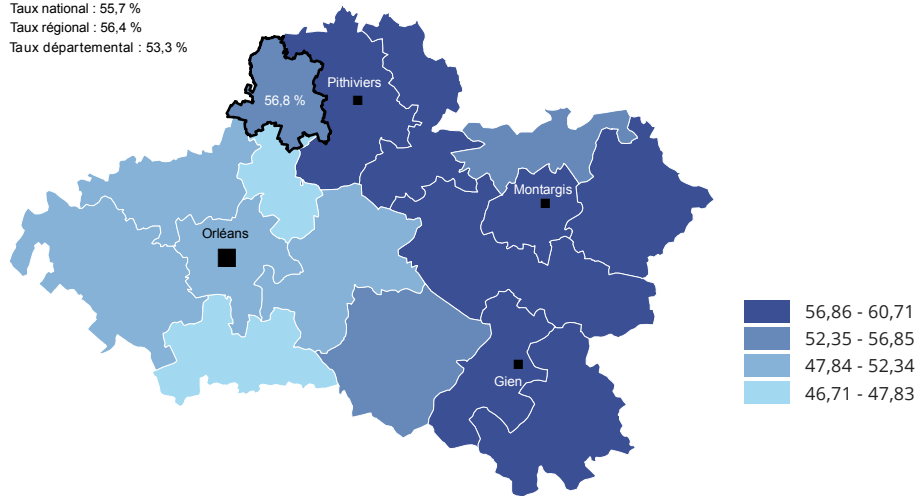 Taux national : 55,7 %
Taux régional : 56,4 %
Taux départemental : 53,3 %
Pithiviers
56,8 %
Montargis
Orléans
Gien
56,86 - 60,71
52,35 - 56,85
47,84 - 52,34
46,71 - 47,83